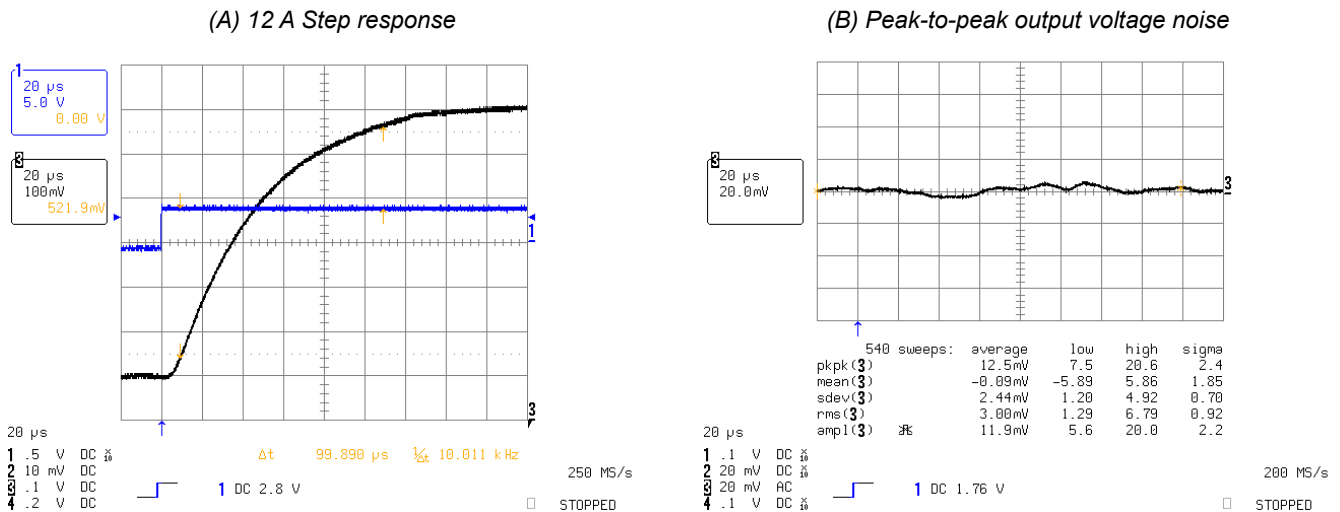 (A) 12 A Step response
1
20 µs
5.0 V
0.00 V
3
20 µs
100mV
521.9mV
1
3
20 µs
1 .5 V DC
2 10 mV DC
3 .1 V DC
4 .2 V DC
Δt 99.890 µs 1/Δt 10.011 kHz
1 DC 2.8 V
250 MS/s
STOPPED
(B) Peak-to-peak output voltage noise
3
20 µs
20.0mV
3
540 sweeps: average low high sigma
pkpk(3) 12.5mV 7.5 20.6 2.4
mean(3) -0.09mV -5.89 5.86 1.85
sdev(3) 2.44mV 1.20 4.92 0.70
rms(3) 3.00mV 1.29 6.79 0.92
ampl(3) 11.9mV 5.6 20.0 2.2
20 µs
1 .1 V DC
2 20 mV DC
3 20 mV AC
4 .1 V DC
1 DC 1.76 V
200 MS/s
STOPPED